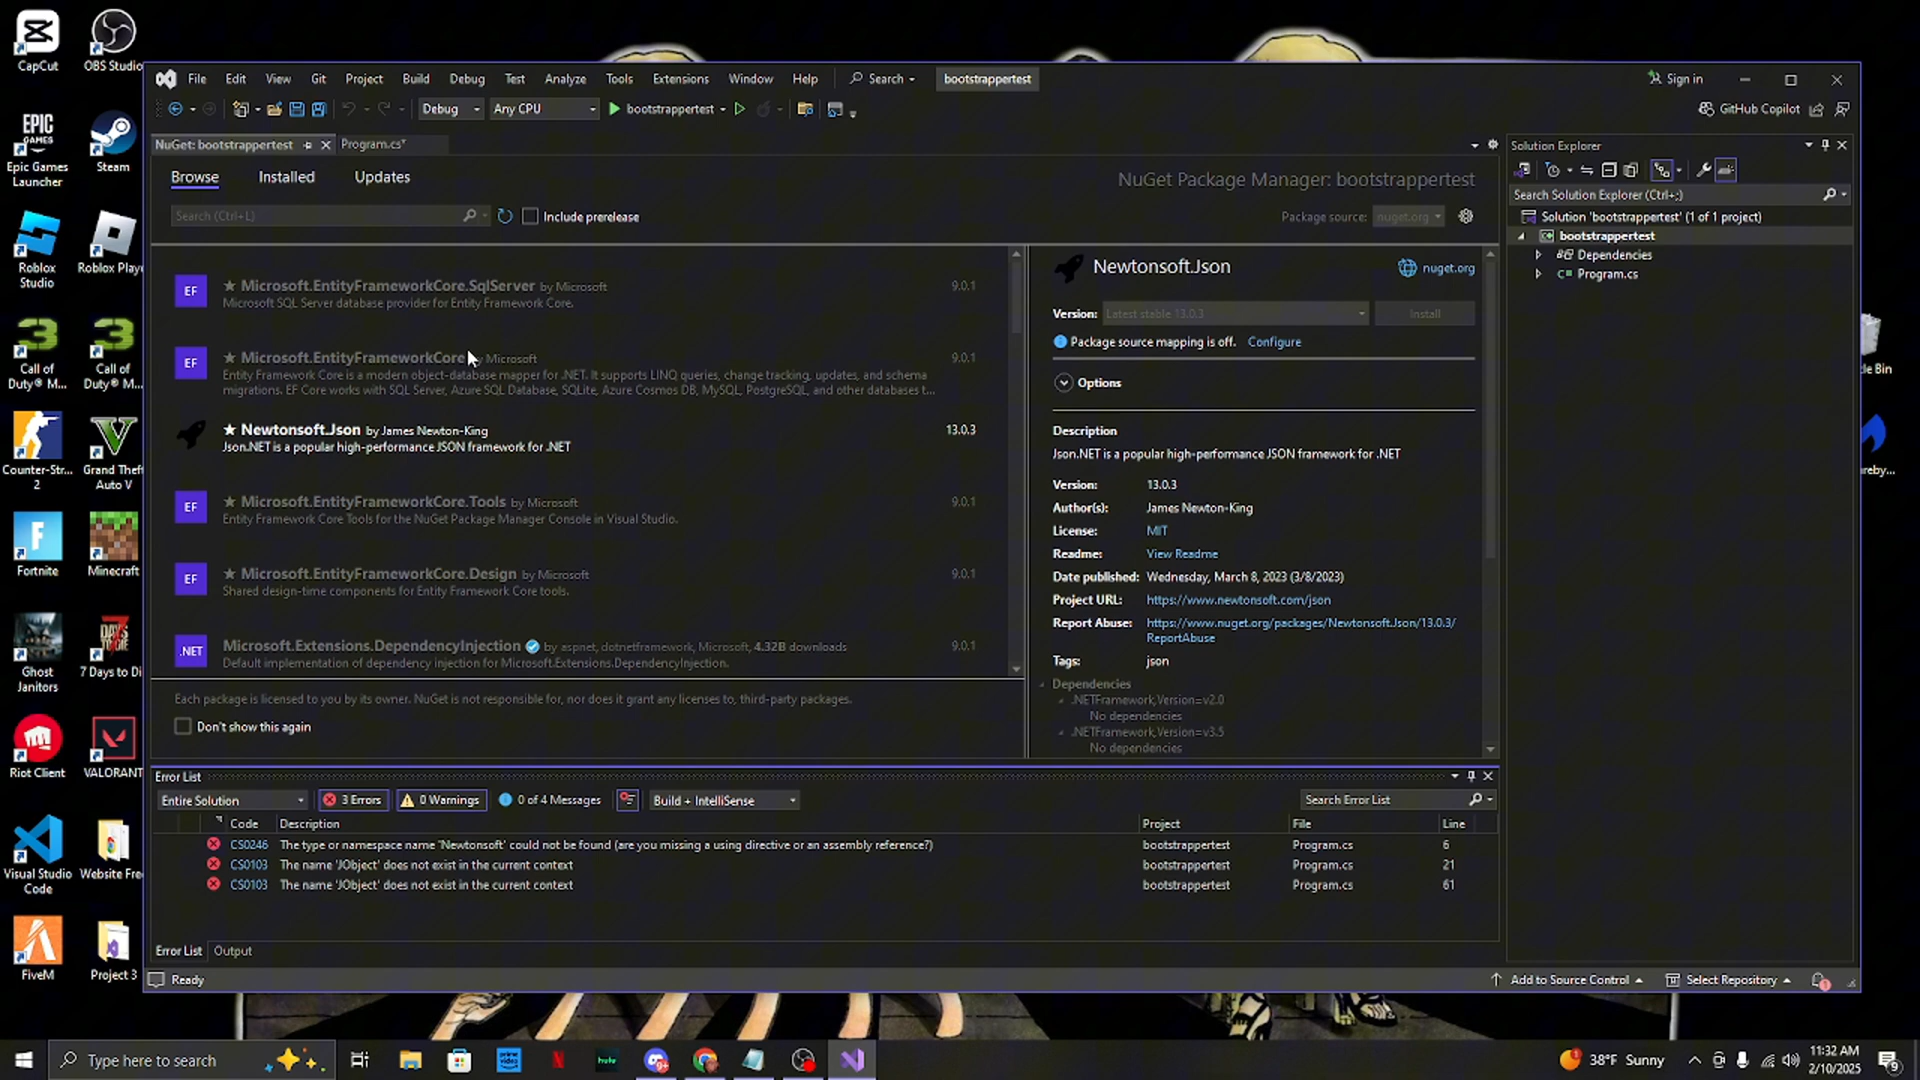 CapCut
OBS Studio
Epic Games
Launcher
Steam
Roblox
Studio
Roblox Playe
Call of
Duty® M...
Call of
Duty® M...
Counter-Str...
2
Grand Theft
Auto V
Fortnite
Minecraft
Ghost
Janitors
7 Days to Di
Riot Client
VALORANT
Visual Studio
Code
Website Fre
FiveM
Project 3
File Edit View Git Project Build Debug Test Analyze Tools Extensions Window Help Search bootstrappertest Sign in
Debug Any CPU bootstrappertest GitHub Copilot
NuGet: bootstrappertest Program.cs*
Browse Installed Updates NuGet Package Manager: bootstrappertest
Search (Ctrl+L) Include prerelease Package source: nuget.org
Microsoft.EntityFrameworkCore.SqlServer by Microsoft 9.0.1
Microsoft SQL Server database provider for Entity Framework Core.
Microsoft.EntityFrameworkCore by Microsoft 9.0.1
Entity Framework Core is a modern object-database mapper for .NET. It supports LINQ queries, change tracking, updates, and schema
migrations. EF Core works with SQL Server, Azure SQL Database, SQLite, Azure Cosmos DB, MySQL, PostgreSQL, and other databases t...
Newtonsoft.Json by James Newton-King 13.0.3
Json.NET is a popular high-performance JSON framework for .NET
EF Microsoft.EntityFrameworkCore.Tools by Microsoft 9.0.1
Entity Framework Core Tools for the NuGet Package Manager Console in Visual Studio.
EF Microsoft.EntityFrameworkCore.Design by Microsoft 9.0.1
Shared design-time components for Entity Framework Core tools.
.NET Microsoft.Extensions.DependencyInjection by aspnet, dotnetframework, Microsoft, 4.32B downloads 9.0.1
Default implementation of dependency injection for Microsoft.Extensions.DependencyInjection.
Each package is licensed to you by its owner. NuGet is not responsible for, nor does it grant any licenses to, third-party packages.
Don't show this again
Newtonsoft.Json nuget.org
Version: Latest stable 13.0.3 Install
Package source mapping is off. Configure
Options
Description
Json.NET is a popular high-performance JSON framework for .NET
Version: 13.0.3
Author(s): James Newton-King
License: MIT
Readme: View Readme
Date published: Wednesday, March 8, 2023 (3/8/2023)
Project URL: https://www.newtonsoft.com/json
Report Abuse: https://www.nuget.org/packages/Newtonsoft.Json/13.0.3/
ReportAbuse
Tags: json
Dependencies
.NETFramework,Version=v2.0
No dependencies
.NETFramework,Version=v3.5
No dependencies
Solution Explorer
Search Solution Explorer (Ctrl+;)
Solution 'bootstrappertest' (1 of 1 project)
bootstrappertest
Dependencies
C# Program.cs
Error List
Entire Solution 3 Errors 0 Warnings 0 of 4 Messages Build + IntelliSense Search Error List
Code Description Project File Line
CS0246 The type or namespace name 'Newtonsoft' could not be found (are you missing a using directive or an assembly reference?) bootstrappertest Program.cs 6
CS0103 The name 'JObject' does not exist in the current context bootstrappertest Program.cs 21
CS0103 The name 'JObject' does not exist in the current context bootstrappertest Program.cs 61
Error List Output
Ready Add to Source Control Select Repository 1
Type here to search
38°F Sunny
11:32 AM
2/10/2025